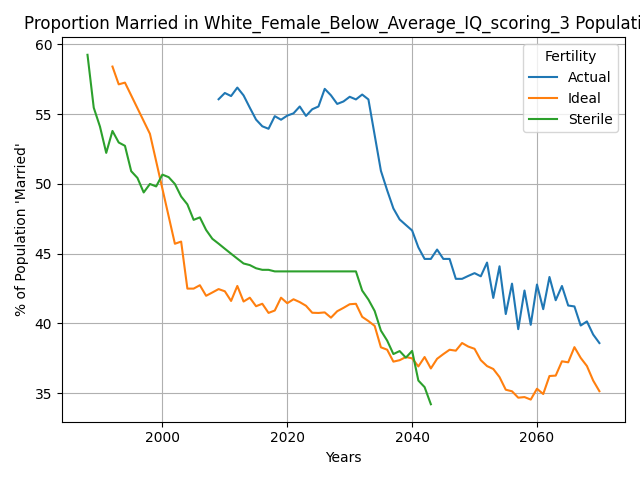 Proportion Married in White_Female_Below_Average_IQ_scoring_3 Populati
60
55
50
45
40
35
% of Population 'Married'
Fertility
Actual
Ideal
Sterile
2000
2020
2040
2060
Years